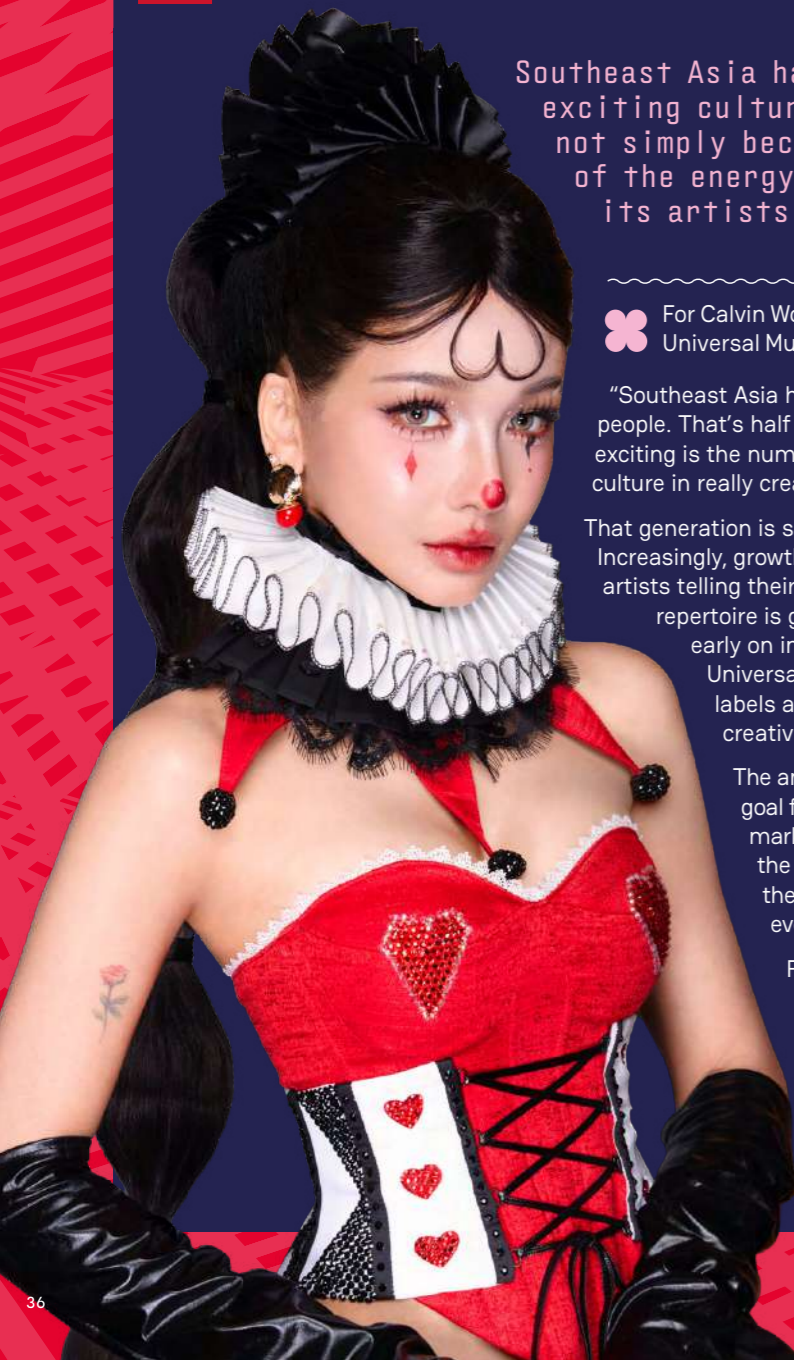 Southeast Asia ha
exciting cultur
not simply bec
of the energy
its artists
For Calvin Wo
Universal Mu
“Southeast Asia h
people. That’s half
exciting is the num
culture in really crea
That generation is s
Increasingly, growth
artists telling their
repertoire is g
early on in
Universa
labels a
creativ
The ar
goal f
mark
the
the
eve
F
36